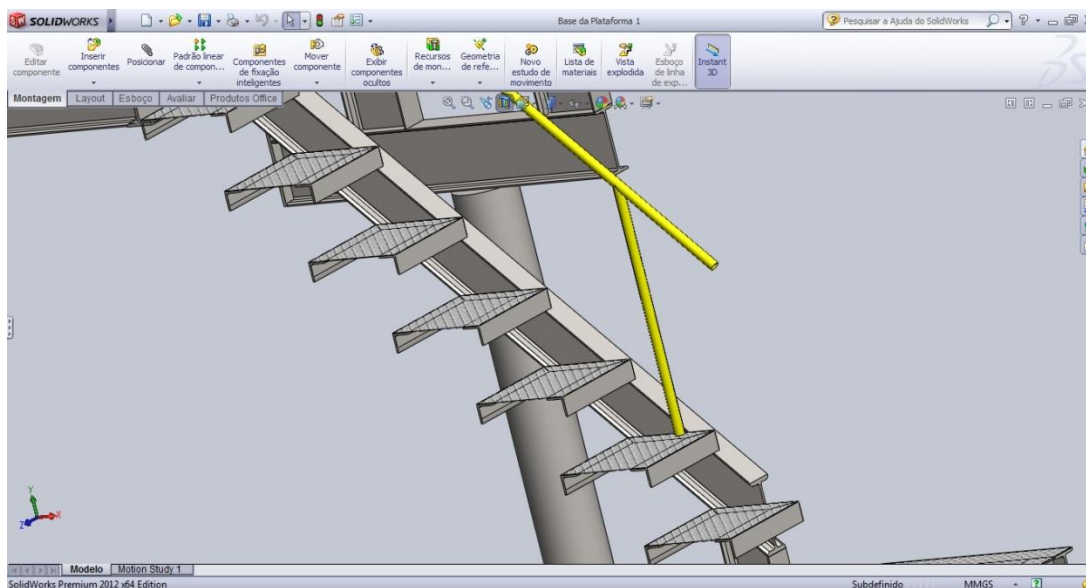 SOLIDWORKS
Base da Plataforma 1
Pesquisar a Ajuda do SolidWorks
Editar componente
Inserir componentes
Posicionar
Padrão linear de compon...
Componentes de fixação inteligentes
Mover componente
Exibir componentes ocultos
Recursos de mon...
Geometria de refe...
Novo estudo de movimento
Lista de materiais
Vista explodida
Esboço de linha de exp...
Instant 3D
Montagem Layout Esboço Avaliar Produtos Office
Y
Z X
Modelo Motion Study 1
SolidWorks Premium 2012 x64 Edition
Subdefinido MMGS